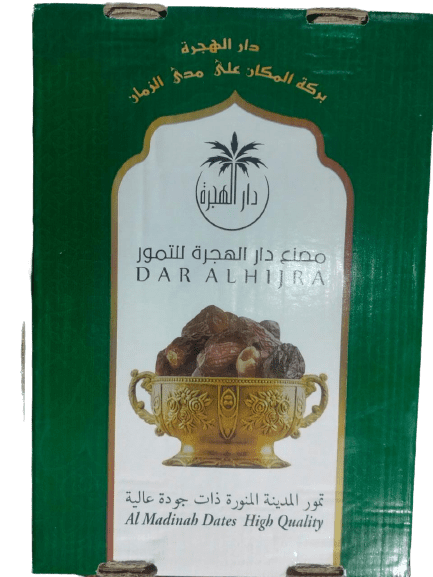 دار الهجرة
بركة المكان على مدى الزمان
دار الهجرة
مصنع دار الهجرة للتمور
DAR ALHIJRA
تمور المدينة المنورة ذات جودة عالية
Al Madinah Dates High Quality